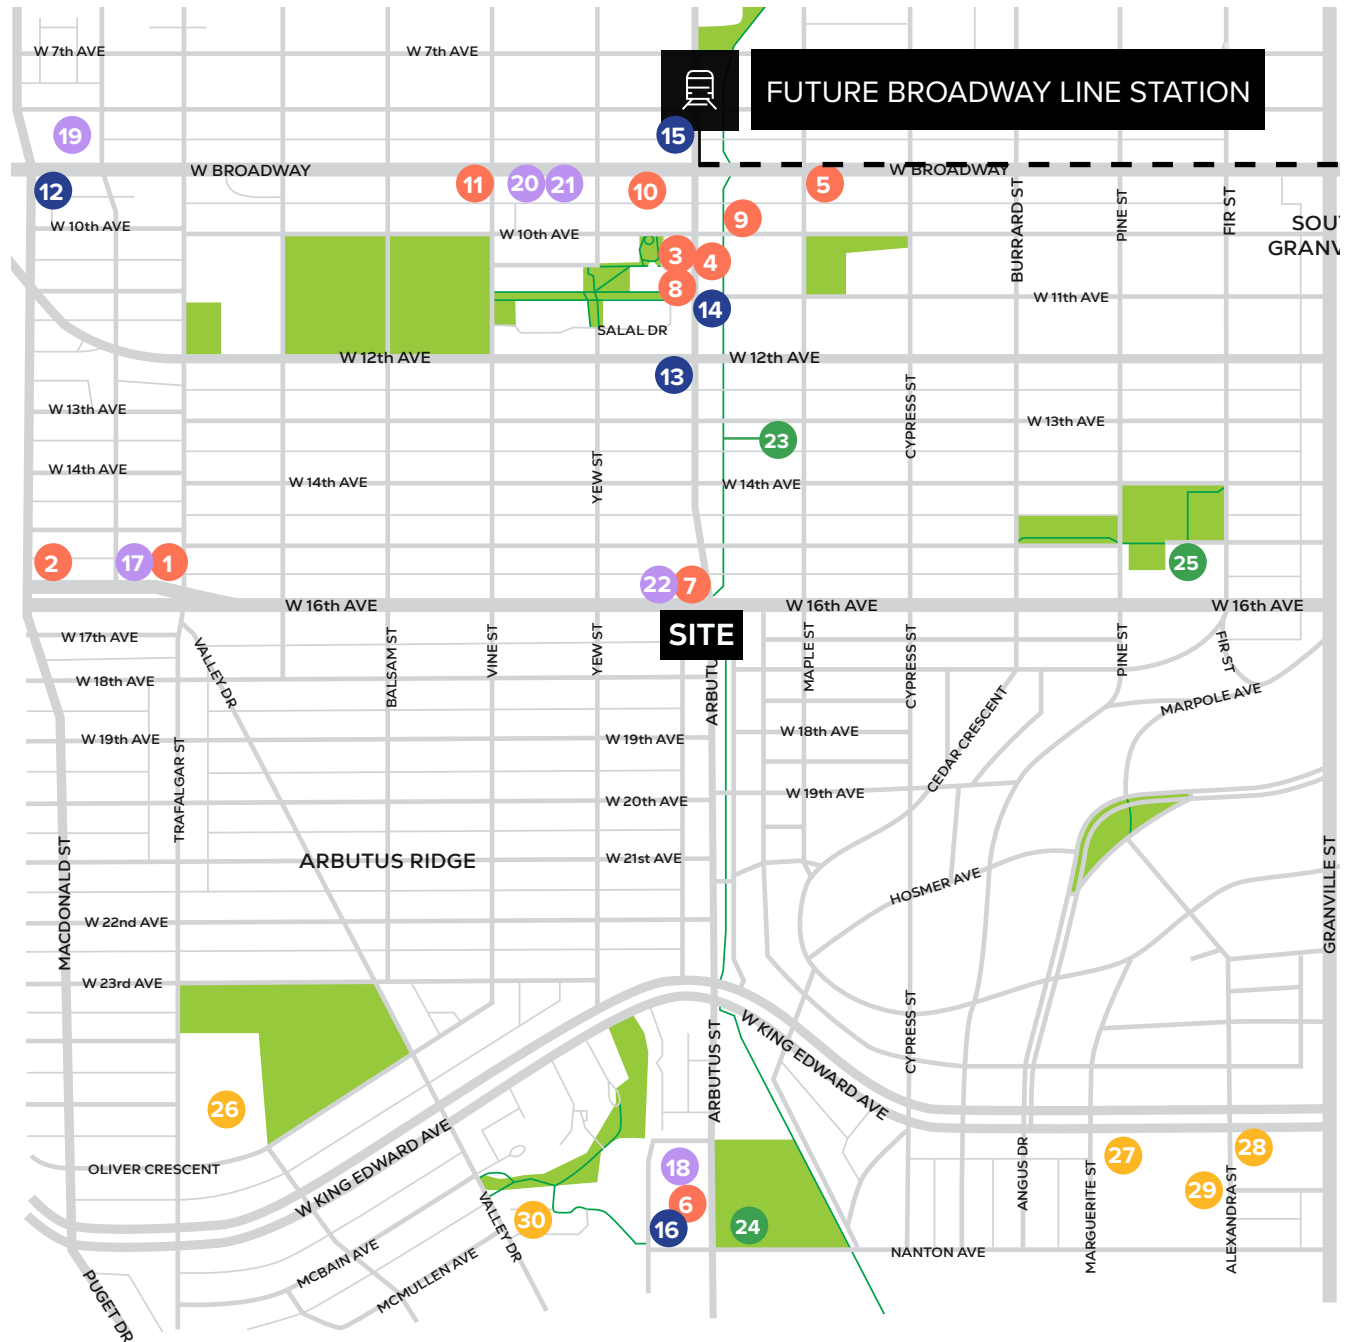 W 7th AVE
W 7th AVE
FUTURE BROADWAY LINE STATION
19
15
W BROADWAY
W BROADWAY
12
11
20
21
10
5
9
BURRARD ST
PINE ST
FIR ST
W 10th AVE
W 10th AVE
SOU
GRANV
3
4
8
14
W 11th AVE
SALAL DR
W 12th AVE
W 12th AVE
13
CYPRESS ST
W 13th AVE
W 13th AVE
23
W 14th AVE
W 14th AVE
YEW ST
W 14th AVE
2
17
1
22
7
25
W 16th AVE
W 16th AVE
W 16th AVE
SITE
W 17th AVE
VALLEY DR
BALSAM ST
VINE ST
YEW ST
ARBUTU
MAPLE ST
CYPRESS ST
PINE ST
FIR ST
W 18th AVE
MARPOLE AVE
CEDAR CRESCENT
W 19th AVE
TRAFALGAR ST
W 19th AVE
W 18th AVE
W 20th AVE
W 19th AVE
ARBUTUS RIDGE
W 21st AVE
MACDONALD ST
HOSMER AVE
GRANVILLE ST
W 22nd AVE
W 23rd AVE
ARBUTUS ST
W KING EDWARD AVE
CYPRESS ST
26
W KING EDWARD AVE
OLIVER CRESCENT
18
27
28
ANGUS DR
MARGUERITE ST
29
ALEXANDRA ST
6
30
16
24
VALLEY DR
NANTON AVE
MCBAIN AVE
MCMULLEN AVE
PUGET DR